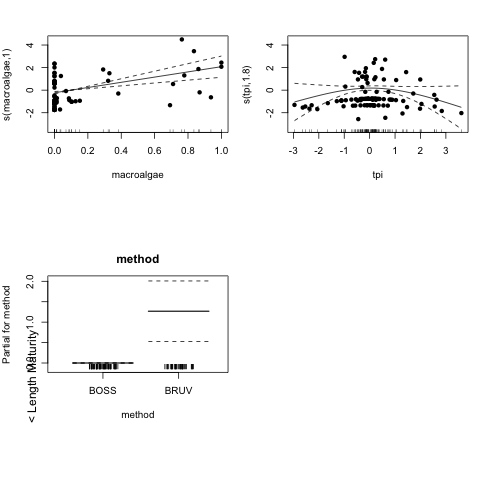 s(macroalgae,1)
4
2
0
-2
0.0 0.2 0.4 0.6 0.8 1.0
macroalgae
s(tpi,1.8)
4
2
0
-2
-3 -2 -1 0 1 2 3
tpi
method
Partial for method
2.0
1.0
BOSS BRUV
method
< Length Maturity